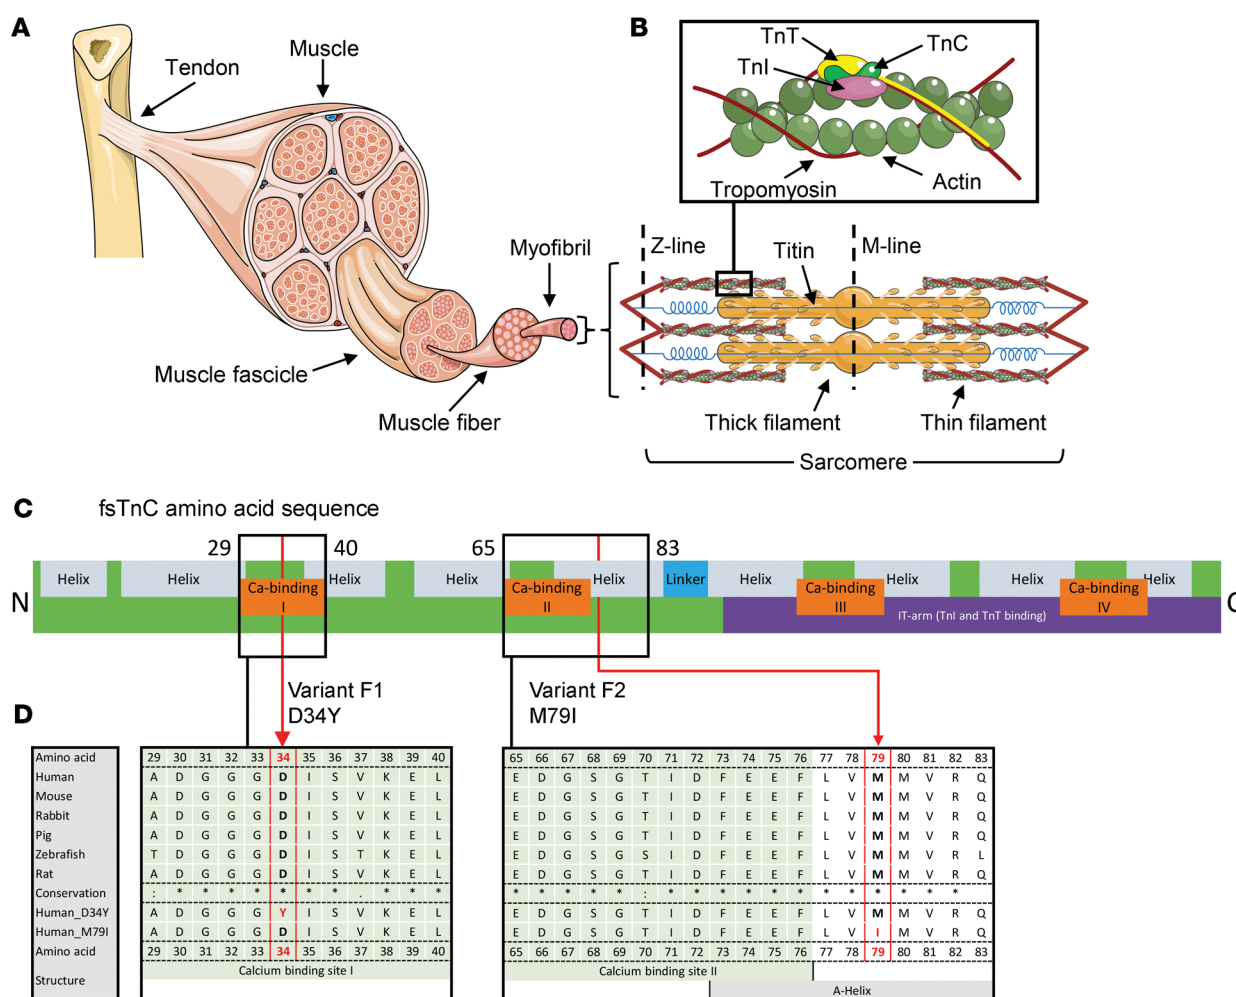 A
Tendon
Muscle
Myofibril
Muscle fascicle
Muscle fiber
B
TnT
TnC
TnI
Tropomyosin
Actin
Z-line
Titin
M-line
Thick filament
Thin filament
Sarcomere
C
fsTnC amino acid sequence
29 40 65 83
Helix Helix Helix Helix Helix Linker Helix Helix Helix Helix
Ca-binding I
Ca-binding II
Ca-binding III
Ca-binding IV
N
C
IT-arm (TnI and TnT binding)
Variant F1
D34Y
Variant F2
M79I
D
Amino acid 29 30 31 32 33 34 35 36 37 38 39 40 65 66 67 68 69 70 71 72 73 74 75 76 77 78 79 80 81 82 83
Human A D G G G D I S V K E L E D G S G T I D F E E F L V M M V R Q
Mouse A D G G G D I S V K E L E D G S G T I D F E E F L V M M V R Q
Rabbit A D G G G D I S V K E L E D G S G T I D F E E F L V M M V R Q
Pig A D G G G D I S V K E L E D G S G T I D F E E F L V M M V R Q
Zebrafish T D G G G D I S T K E L E D G S G S I D F E E F L V M M V R L
Rat A D G G G D I S V K E L E D G S G T I D F E E F L V M M V R Q
Conservation : * * * * * * * . * * * * * * * * : * * * * * * * * * * * *
Human_D34Y A D G G G Y I S V K E L E D G S G T I D F E E F L V M M V R Q
Human_M79I A D G G G D I S V K E L E D G S G T I D F E E F L V I M V R Q
Amino acid 29 30 31 32 33 34 35 36 37 38 39 40 65 66 67 68 69 70 71 72 73 74 75 76 77 78 79 80 81 82 83
Structure Calcium binding site I Calcium binding site II
A-Helix